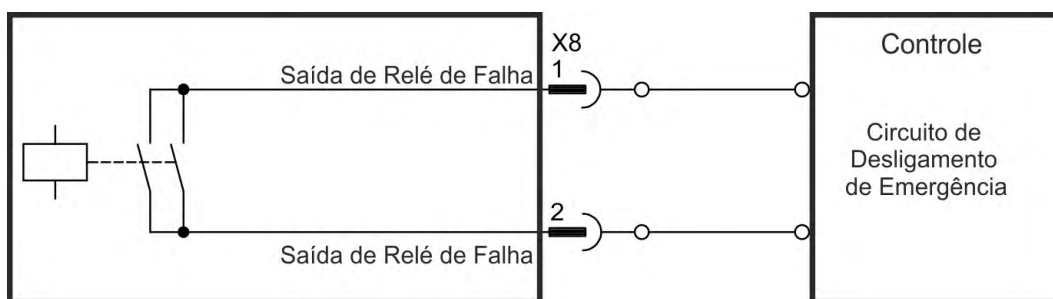 Saída de Relé de Falha
X8
1
Controle
Circuito de
Desligamento
de Emergência
2
Saída de Relé de Falha